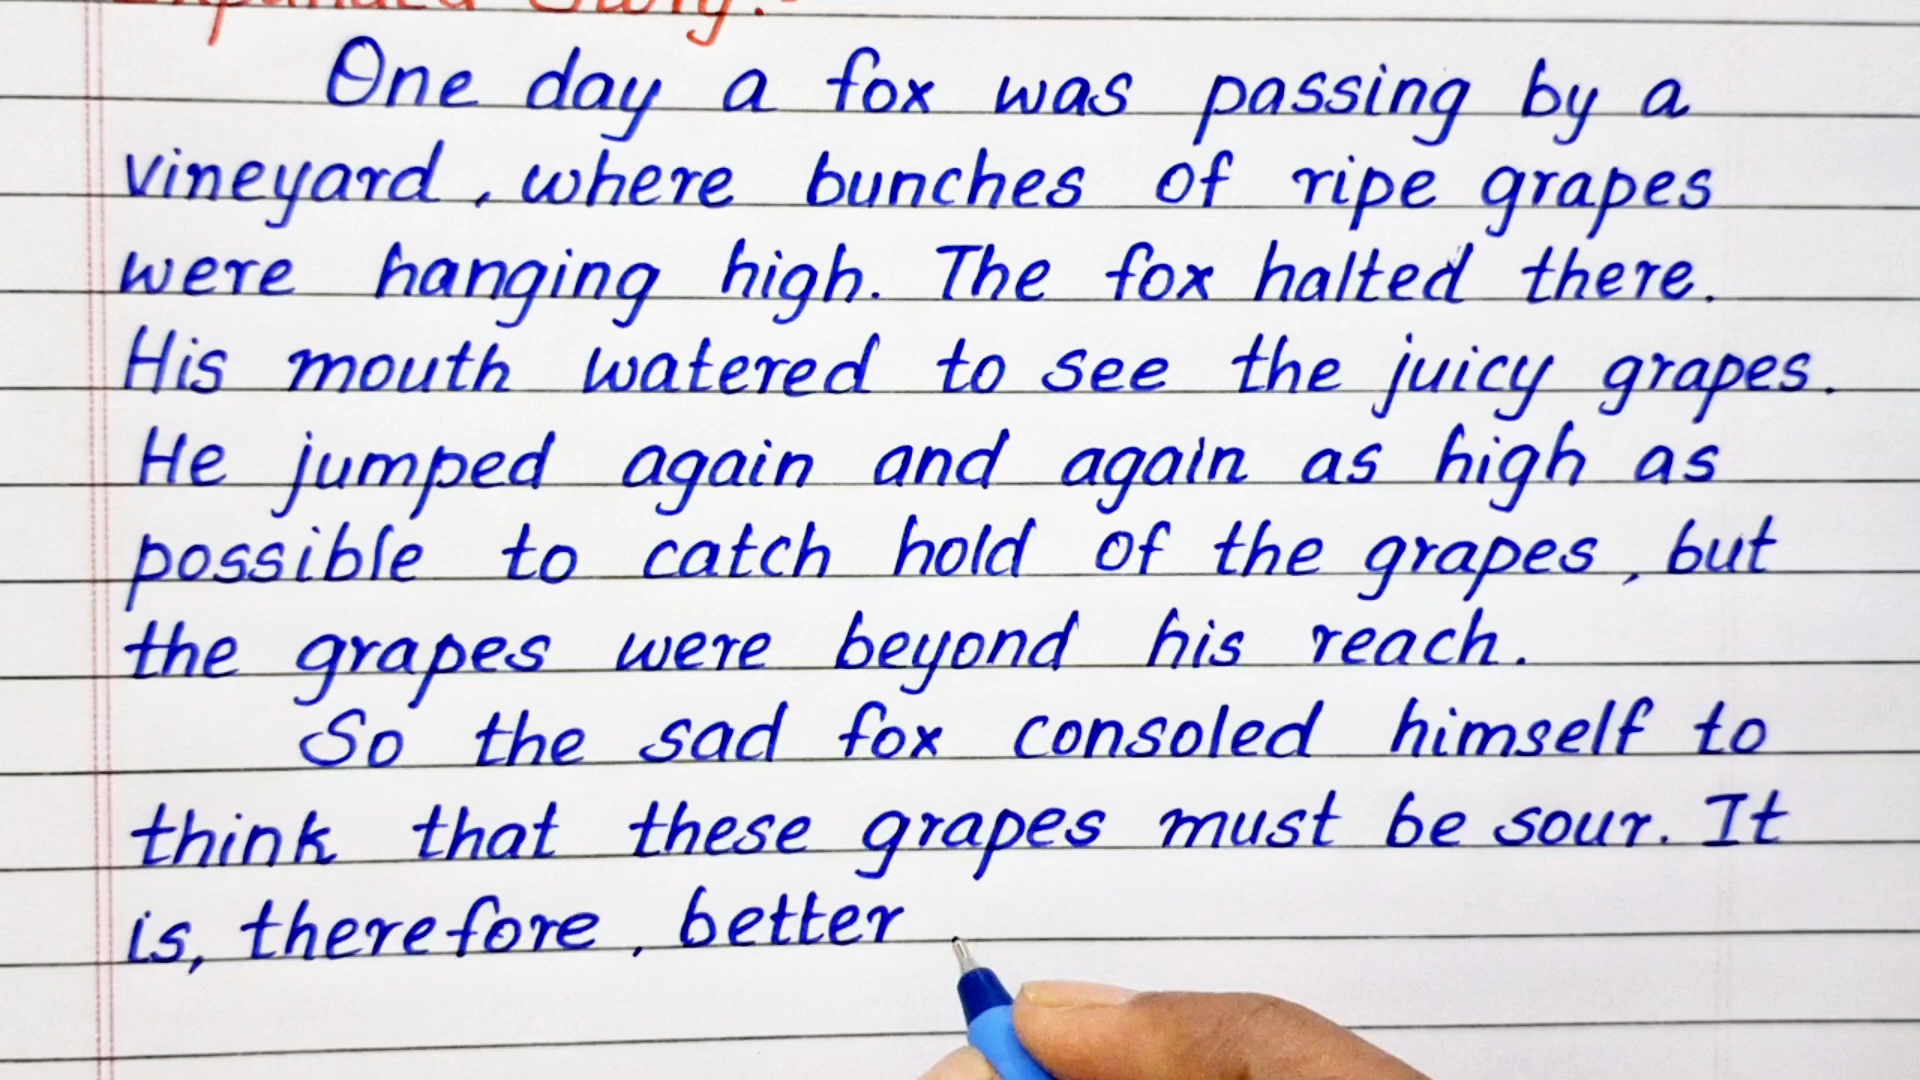 Story:-
One day a fox was passing by a
vineyard, where bunches of ripe grapes
were hanging high. The fox halted there.
His mouth watered to see the juicy grapes.
He jumped again and again as high as
possible to catch hold of the grapes, but
the grapes were beyond his reach.
So the sad fox consoled himself to
think that these grapes must be sour. It
is, therefore, better